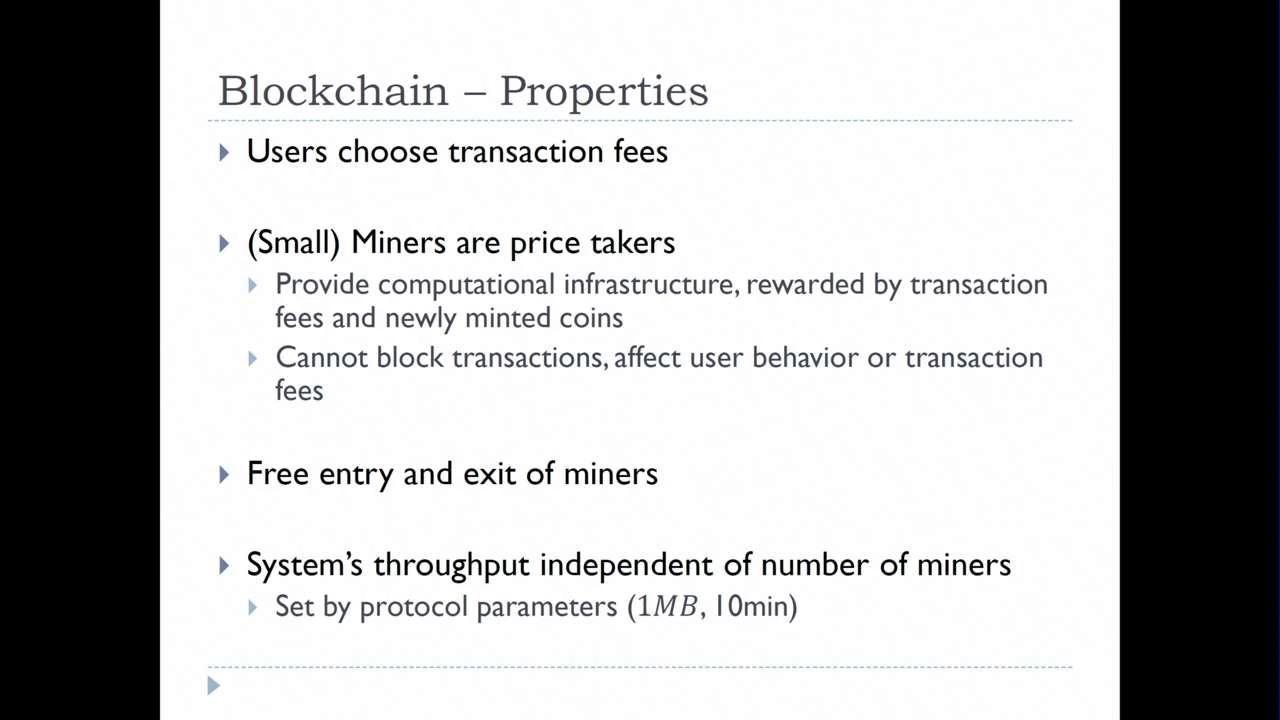 Blockchain – Properties
Users choose transaction fees
(Small) Miners are price takers
Provide computational infrastructure, rewarded by transaction
fees and newly minted coins
Cannot block transactions, affect user behavior or transaction
fees
Free entry and exit of miners
System’s throughput independent of number of miners
Set by protocol parameters (1MB, 10min)